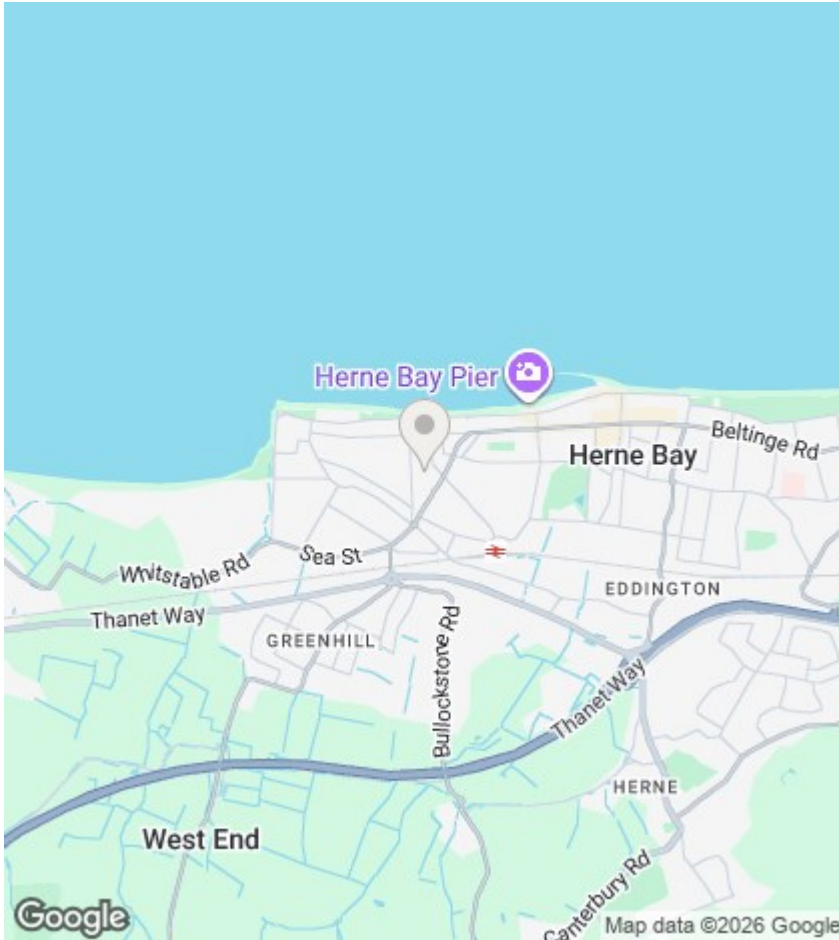 Herne Bay Pier
Beltinge Rd
Herne Bay
Sea St
Whitstable Rd
EDDINGTON
Thanet Way
GREENHILL
Bullockstone Rd
Thanet Way
HERNE
West End
Canterbury Rd
Google
Map data ©2026 Google